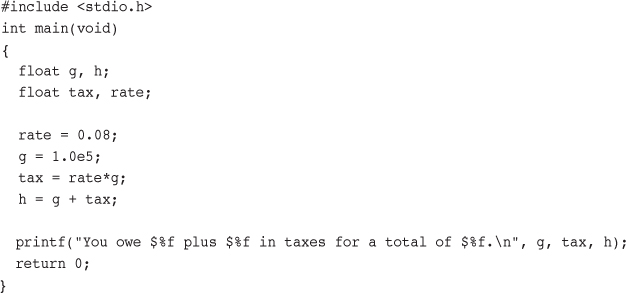 #include <stdio.h>
int main(void)
{
  float g, h;
  float tax, rate;

  rate = 0.08;
  g = 1.0e5;
  tax = rate*g;
  h = g + tax;

  printf("You owe $%f plus $%f in taxes for a total of $%f.\n", g, tax, h);
  return 0;
}